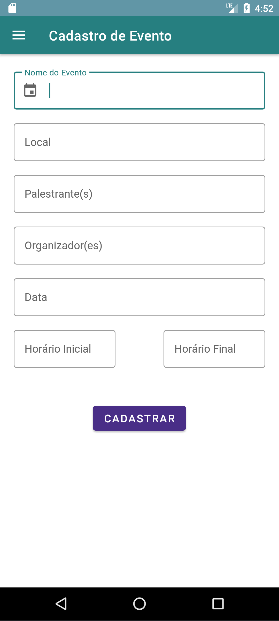 4:52
Cadastro de Evento
Nome do Evento
Local
Palestrante(s)
Organizador(es)
Data
Horário Inicial
Horário Final
CADASTRAR